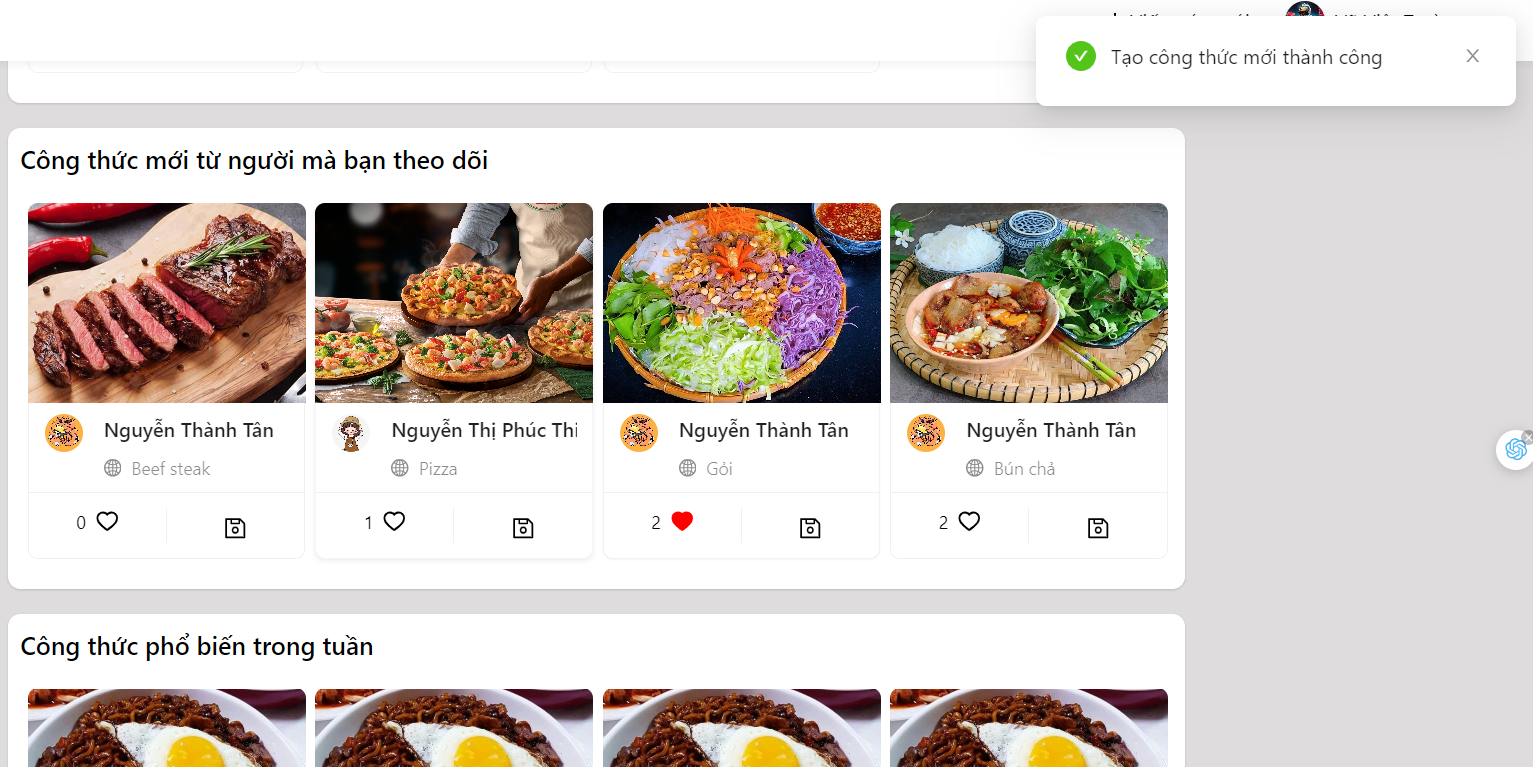 Tạo công thức mới thành công
Công thức mới từ người mà bạn theo dõi
Nguyễn Thành Tân
Beef steak
0
Nguyễn Thị Phúc Thi
Pizza
1
Nguyễn Thành Tân
Gỏi
2
Nguyễn Thành Tân
Bún chả
2
Công thức phổ biến trong tuần